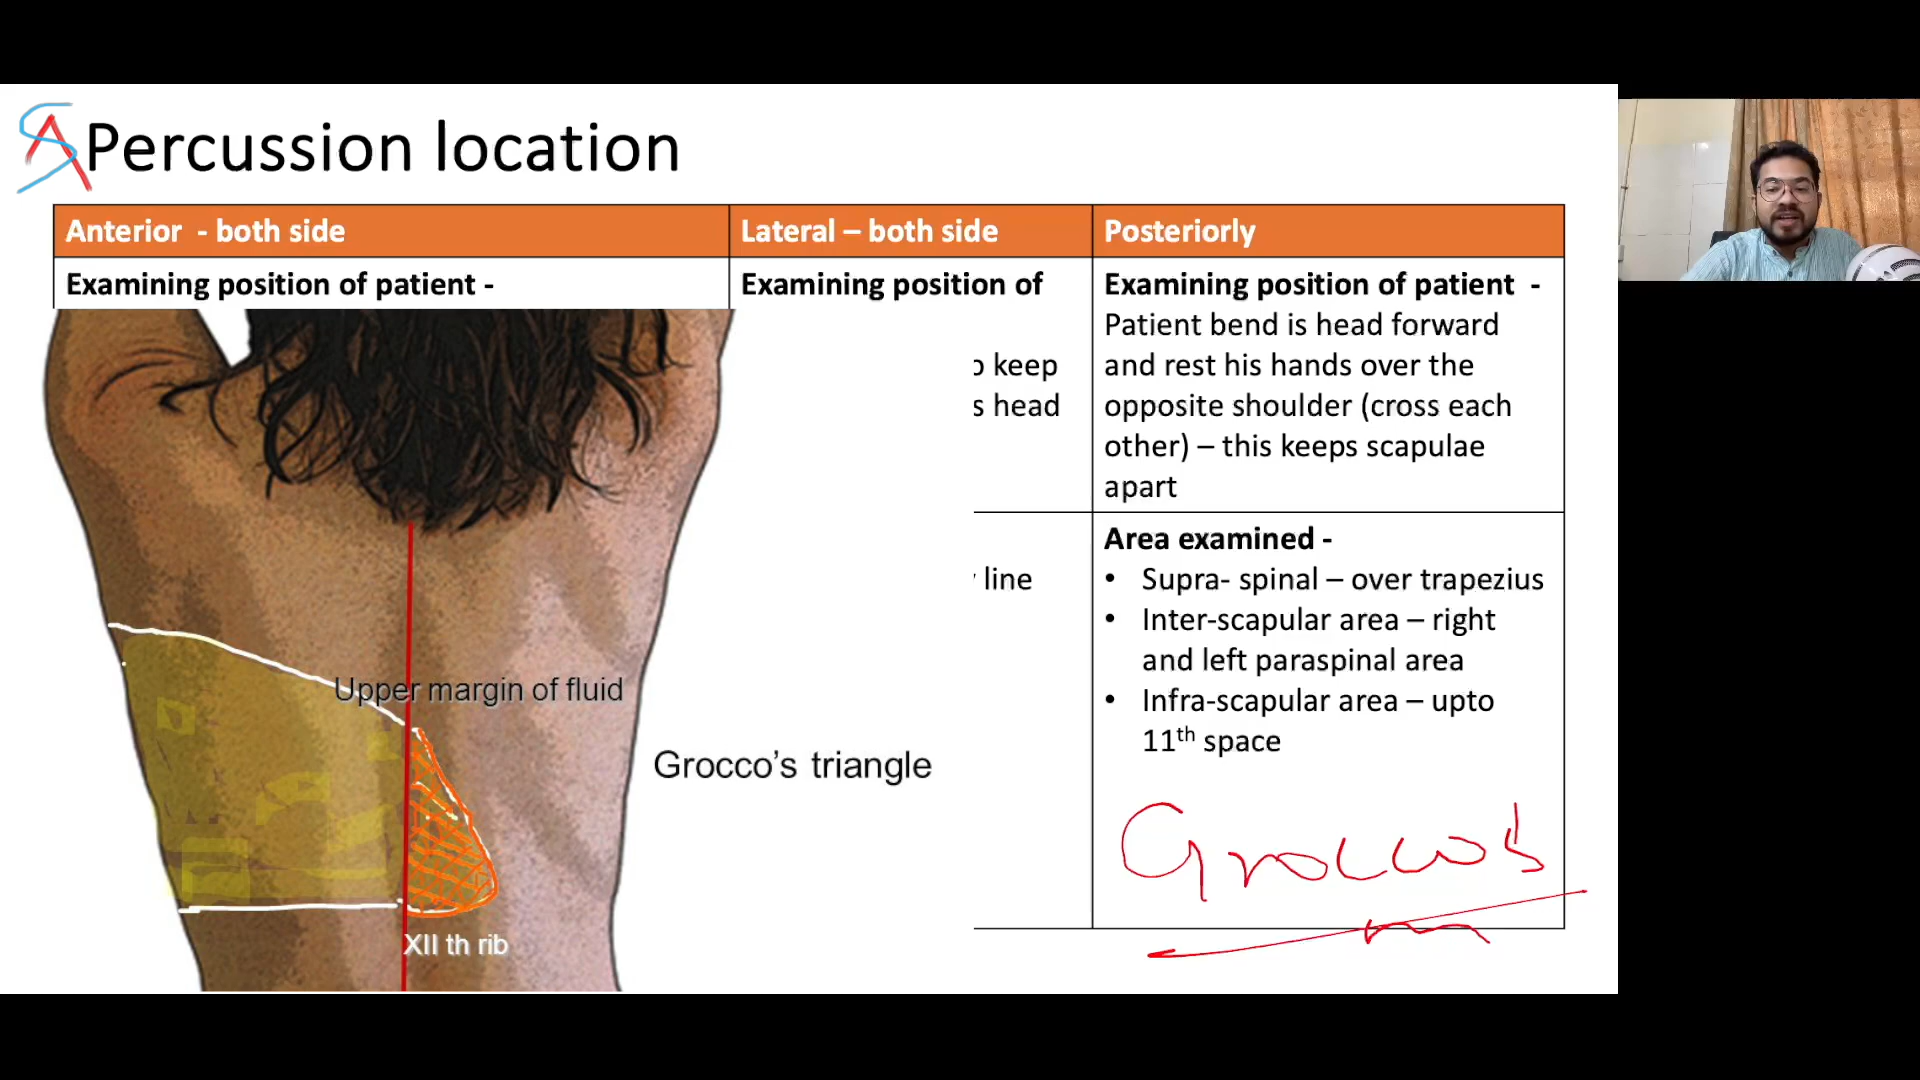 SA
Percussion location
Anterior - both side
Lateral – both side
Posteriorly
Examining position of patient -
Examining position of
keep
s head
line
Examining position of patient -
Patient bend is head forward
and rest his hands over the
opposite shoulder (cross each
other) – this keeps scapulae
apart
Area examined -
• Supra- spinal – over trapezius
• Inter-scapular area – right
and left paraspinal area
• Infra-scapular area – upto
11th space
Upper margin of fluid
Grocco's triangle
XII th rib
Grocco's